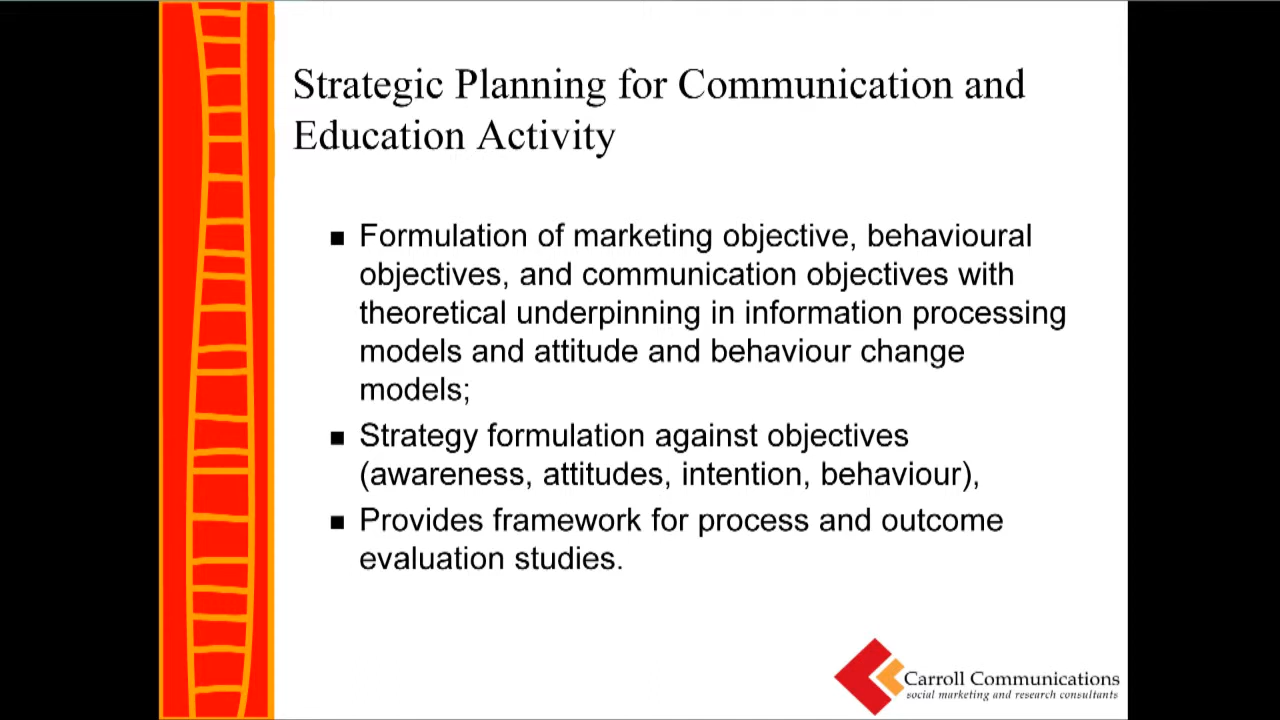 Strategic Planning for Communication and
Education Activity
Formulation of marketing objective, behavioural
objectives, and communication objectives with
theoretical underpinning in information processing
models and attitude and behaviour change
models;
Strategy formulation against objectives
(awareness, attitudes, intention, behaviour),
Provides framework for process and outcome
evaluation studies.
Carroll Communications
social marketing and research consultants